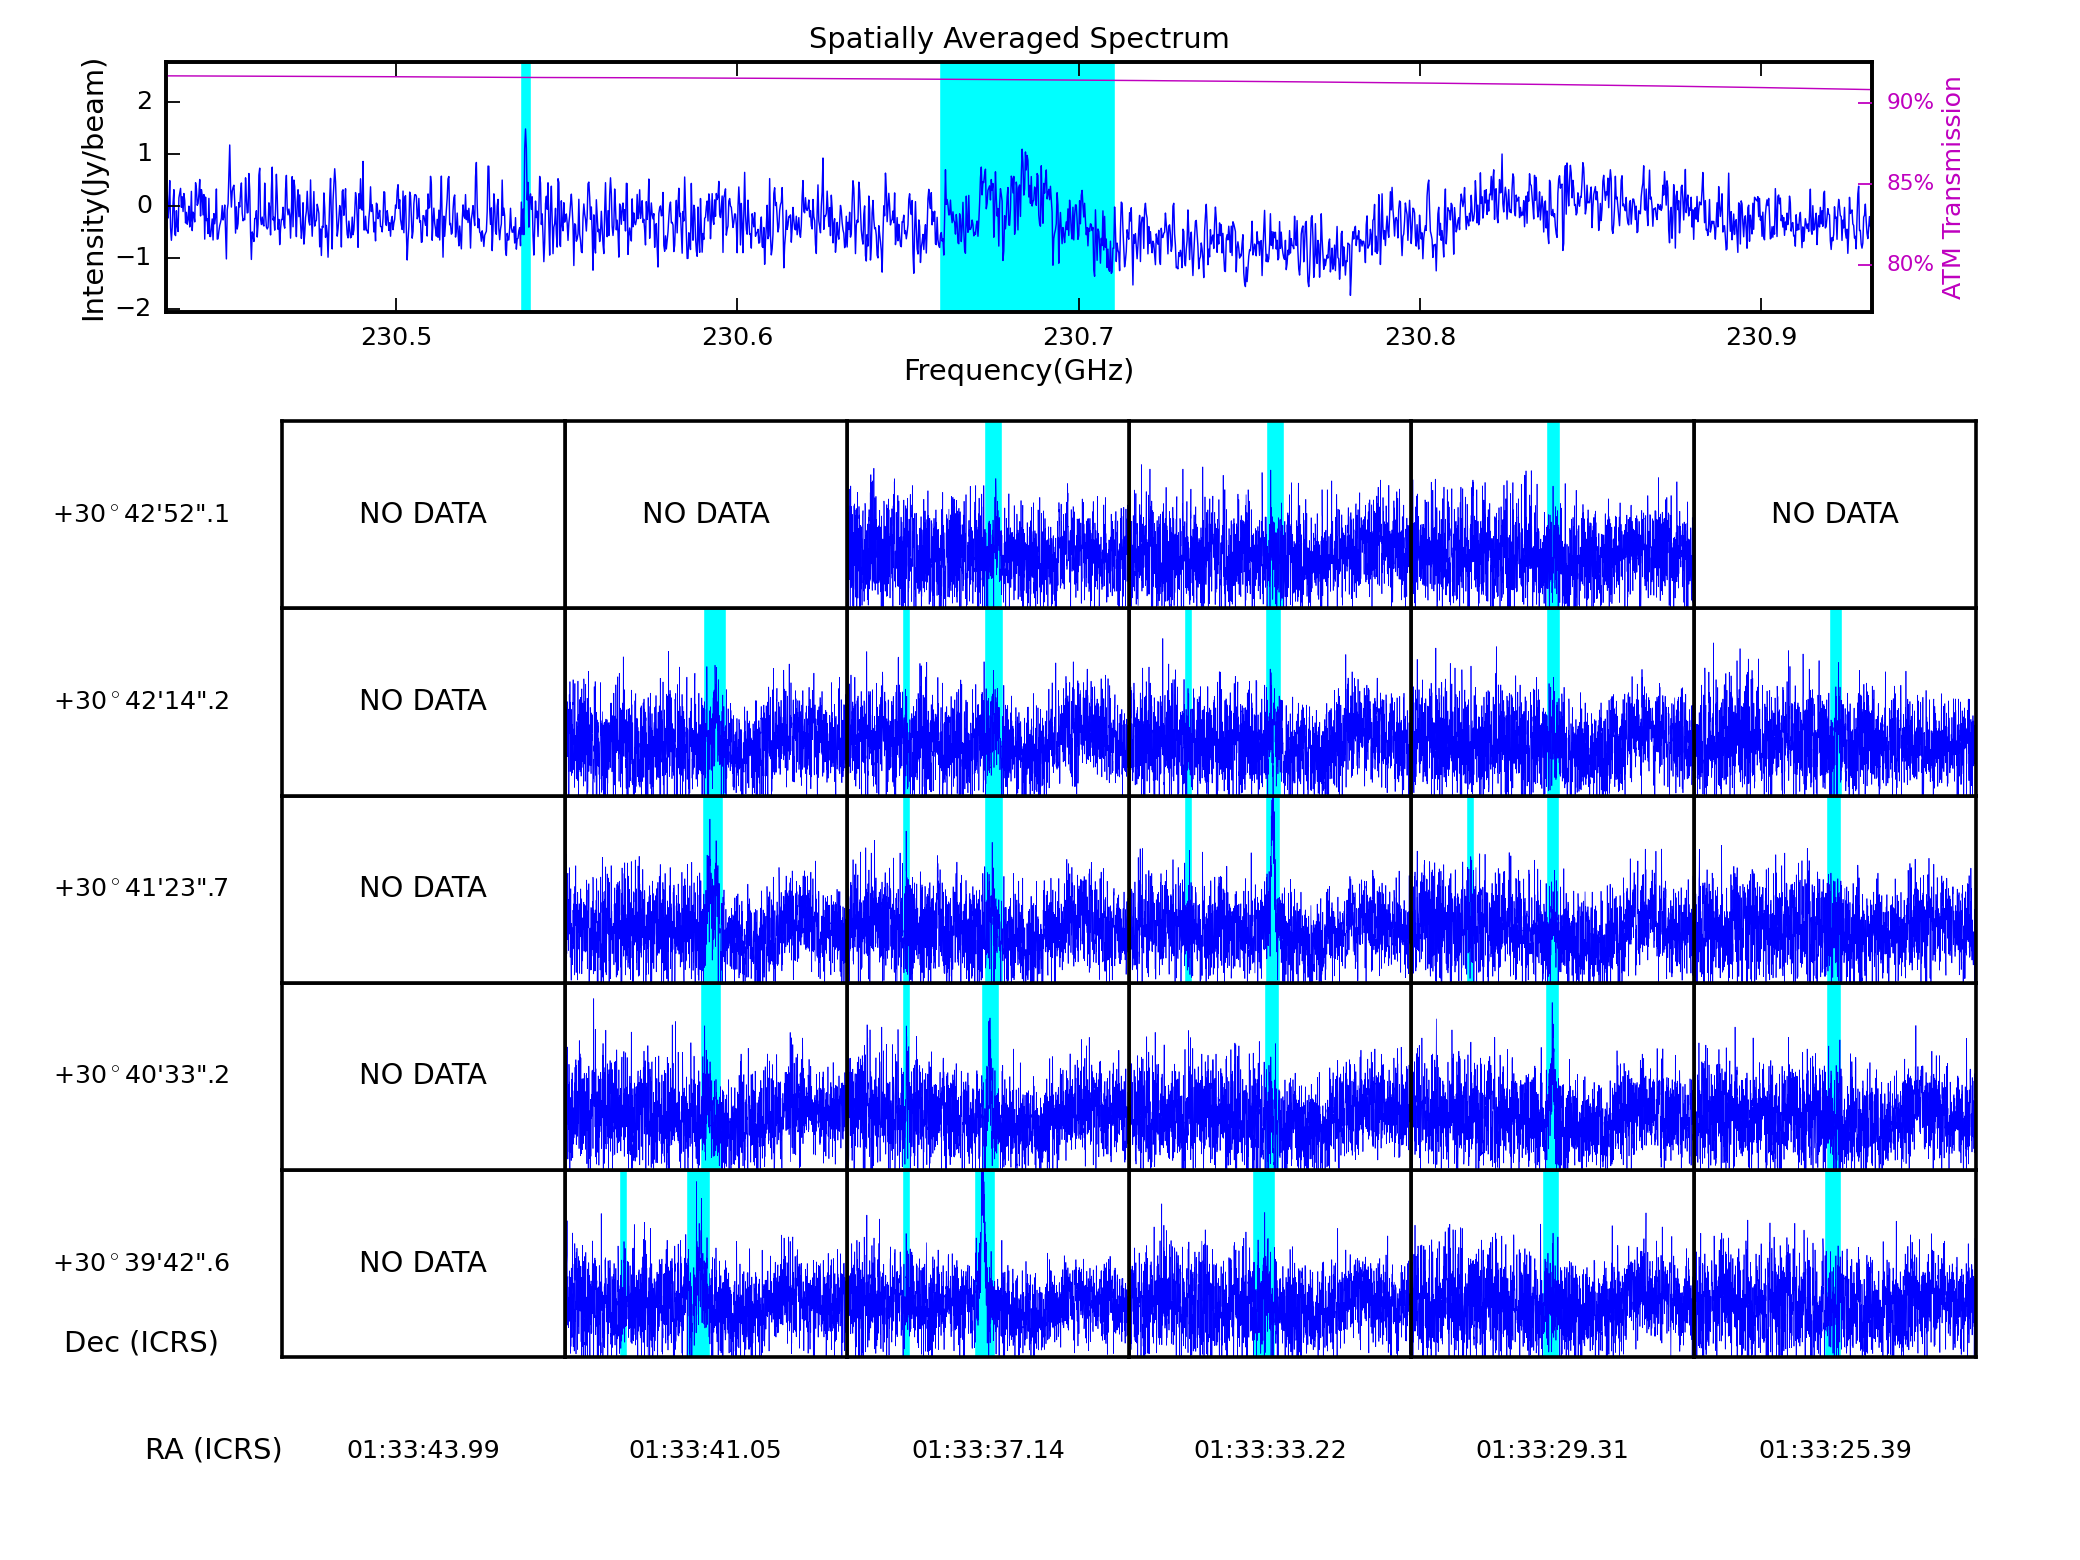 Spatially Averaged Spectrum
Intensity(Jy/beam)
2
1
0
−1
−2
90%
85%
80%
ATM Transmission
230.5 230.6 230.7 230.8 230.9
Frequency(GHz)
+30°42'52".1 NO DATA NO DATA NO DATA
+30°42'14".2 NO DATA
+30°41'23".7 NO DATA
+30°40'33".2 NO DATA
+30°39'42".6 NO DATA
Dec (ICRS)
RA (ICRS) 01:33:43.99 01:33:41.05 01:33:37.14 01:33:33.22 01:33:29.31 01:33:25.39